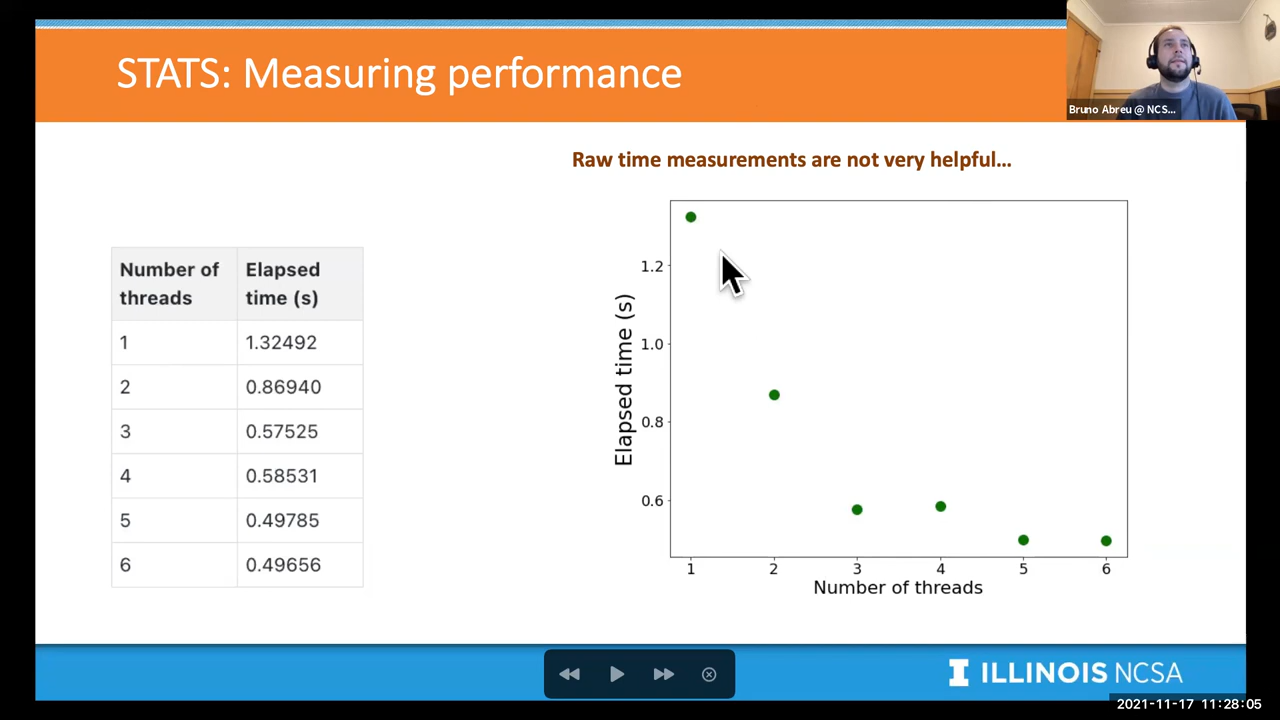 STATS: Measuring performance
Bruno Abreu @ NCS...
Raw time measurements are not very helpful...
Number of threads Elapsed time (s)
1 1.32492
2 0.86940
3 0.57525
4 0.58531
5 0.49785
6 0.49656
Elapsed time (s)
1.2
1.0
0.8
0.6
1 2 3 4 5 6
Number of threads
I ILLINOIS NCSA
2021-11-17 11:28:05